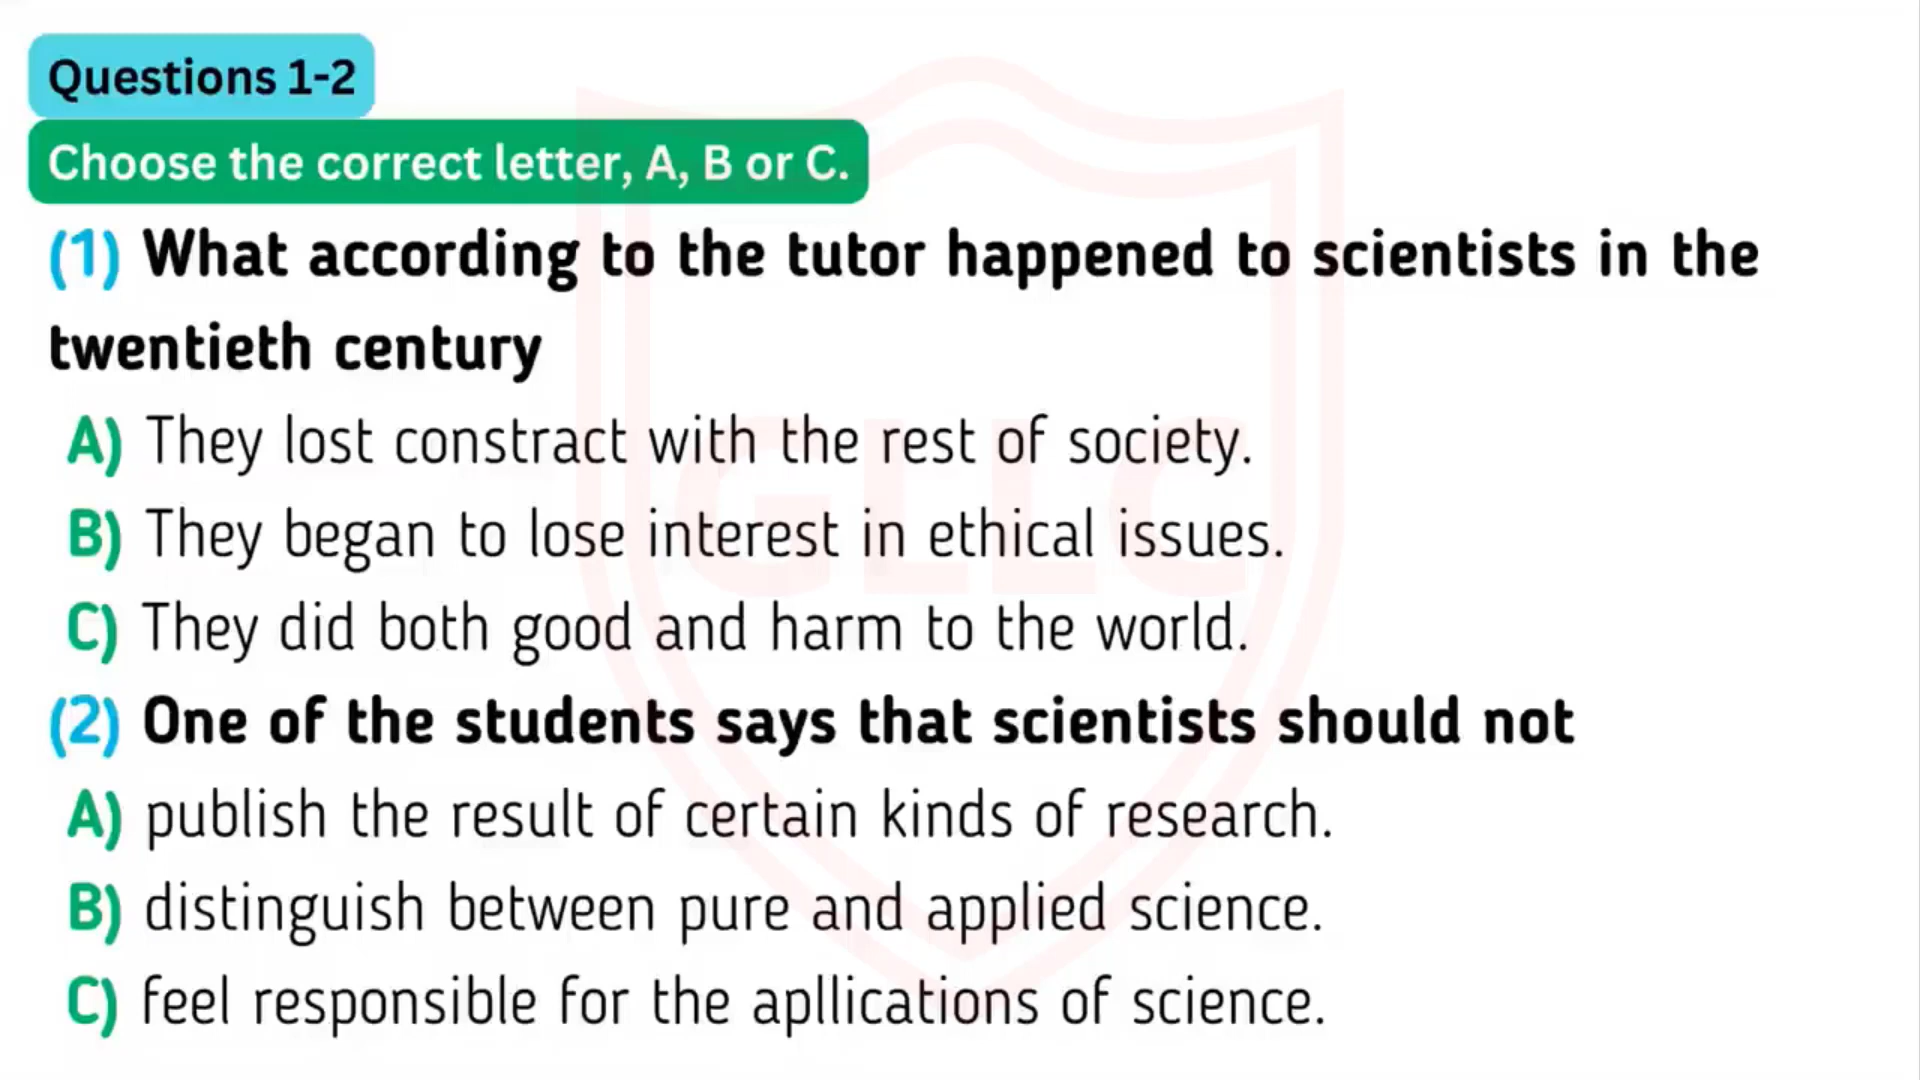 Questions 1-2
Choose the correct letter, A, B or C.
(1) What according to the tutor happened to scientists in the
twentieth century
A) They lost constract with the rest of society.
B) They began to lose interest in ethical issues.
C) They did both good and harm to the world.
(2) One of the students says that scientists should not
A) publish the result of certain kinds of research.
B) distinguish between pure and applied science.
C) feel responsible for the apllications of science.
GLLC